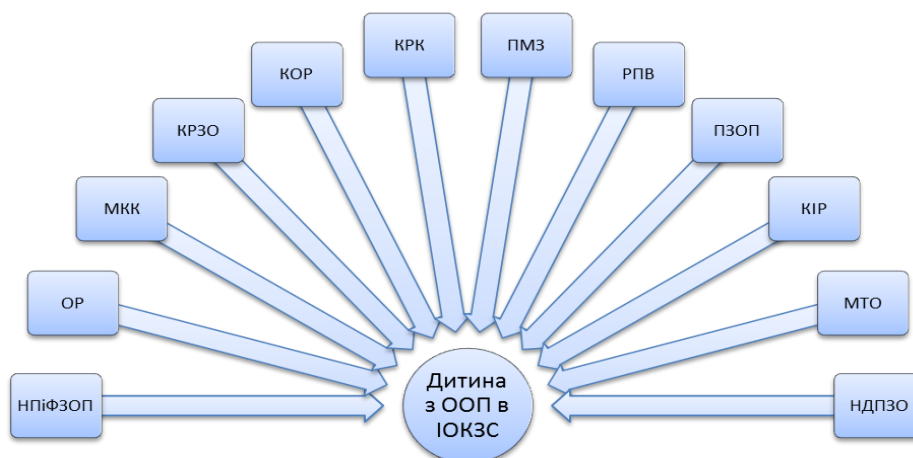 НПіФЗОП
ОР
МКК
КРЗО
КОР
КРК
ПМЗ
РПВ
ПЗОП
КІР
МТО
НДПЗО
Дитина
з ООП в
ІОКЗС